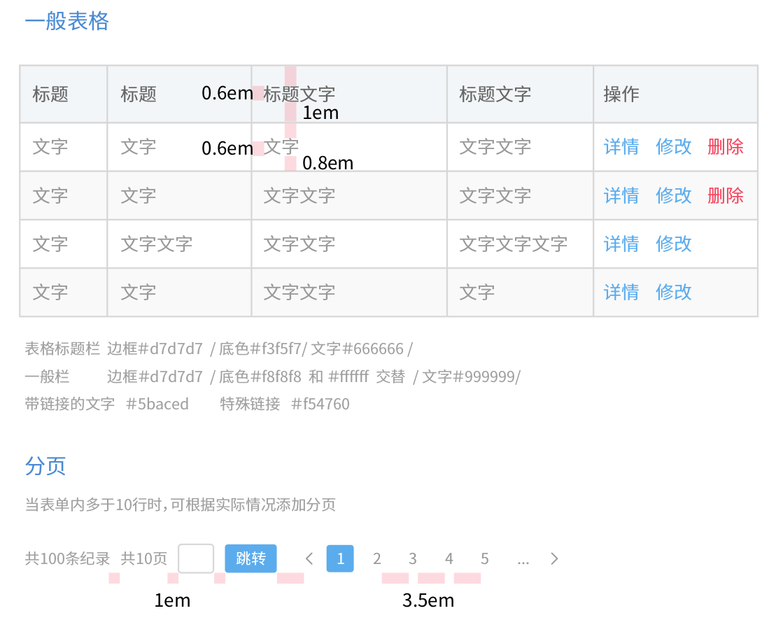 一般表格
标题 标题 0.6em 标题文字 标题文字 操作
1em
文字 文字 0.6em 文字 文字文字 详情 修改 删除
0.8em
文字 文字 文字文字 文字文字 详情 修改 删除
文字 文字文字 文字文字 文字文字文字 详情 修改
文字 文字 文字文字 文字 详情 修改
表格标题栏 边框#d7d7d7 / 底色#f3f5f7/ 文字#666666 /
一般栏 边框#d7d7d7 / 底色#f8f8f8 和 #ffffff 交替 / 文字#999999/
带链接的文字 #5baced 特殊链接 #f54760
分页
当表单内多于10行时,可根据实际情况添加分页
共100条纪录 共10页 跳转 < 1 2 3 4 5 ... >
1em 3.5em